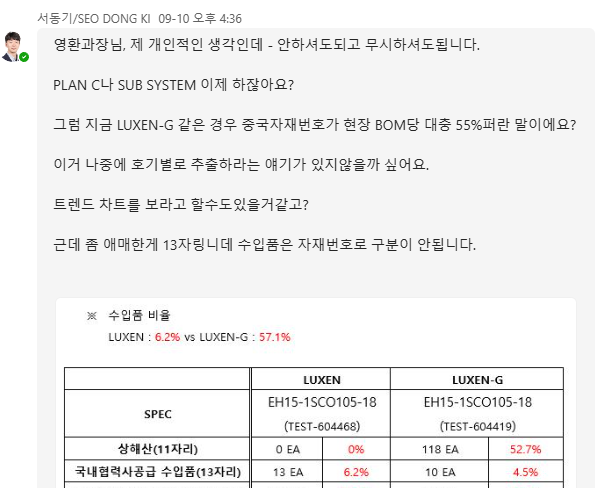 서동기/SEO DONG KI 09-10 오후 4:36
영환과장님, 제 개인적인 생각인데 - 안하셔도되고 무시하셔도됩니다.
PLAN C나 SUB SYSTEM 이제 하잖아요?
그럼 지금 LUXEN-G 같은 경우 중국자재번호가 현장 BOM당 대충 55%퍼란 말이에요?
이거 나중에 호기별로 추출하라는 얘기가 있지않을까 싶어요.
트렌드 차트를 보라고 할수도있을거같고?
근데 좀 애매한게 13자링니데 수입품은 자재번호로 구분이 안됩니다.
※ 수입품 비율
LUXEN : 6.2% vs LUXEN-G : 57.1%
LUXEN LUXEN-G
SPEC EH15-1SCO105-18 EH15-1SCO105-18
(TEST-604468) (TEST-604419)
상해산(11자리) 0 EA 0% 118 EA 52.7%
국내협력사공급 수입품(13자리) 13 EA 6.2% 10 EA 4.5%